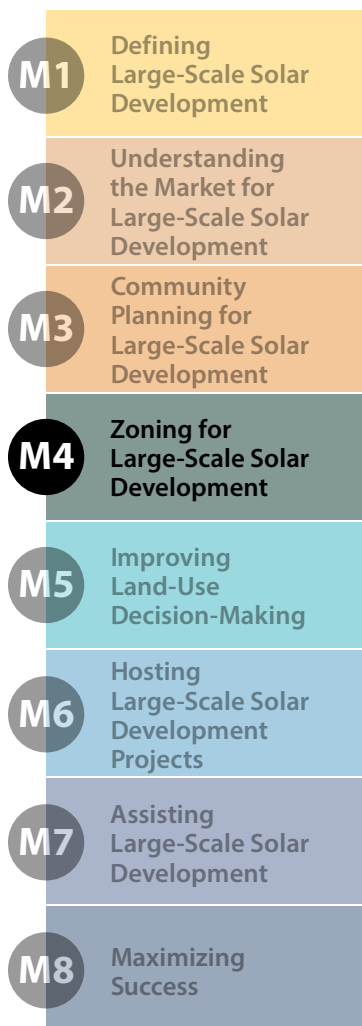 M1
Defining
Large-Scale Solar
Development
M2
Understanding
the Market for
Large-Scale Solar
Development
M3
Community
Planning for
Large-Scale Solar
Development
M4
Zoning for
Large-Scale Solar
Development
M5
Improving
Land-Use
Decision-Making
M6
Hosting
Large-Scale Solar
Development
Projects
M7
Assisting
Large-Scale Solar
Development
M8
Maximizing
Success